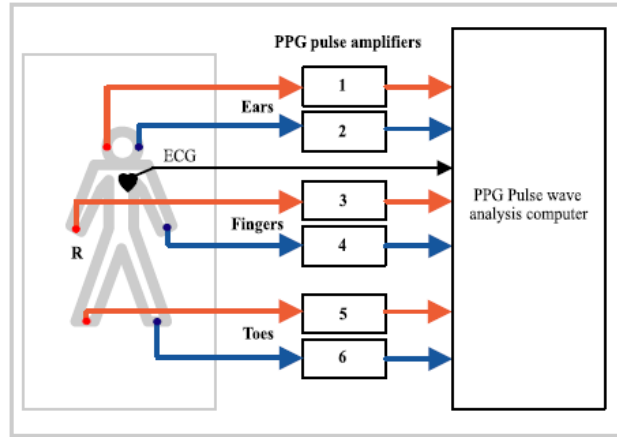 PPG pulse amplifiers
1
Ears
2
ECG
3
PPG Pulse wave
analysis computer
R
Fingers
4
5
Toes
6